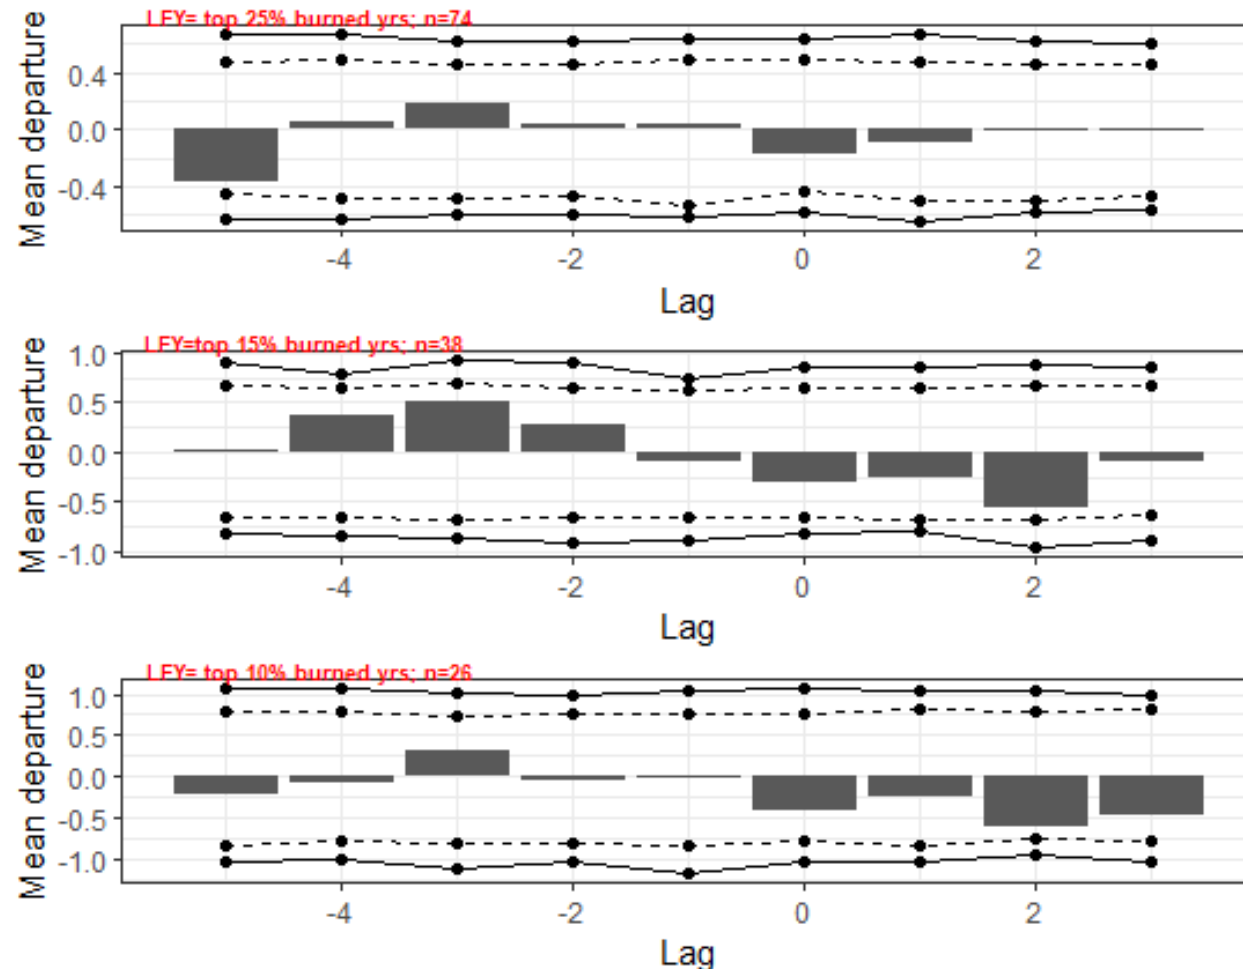 LFY= top 25% burned yrs; n=74
Mean departure
0.4
0.0
-0.4
-4
-2
0
2
Lag
LFY=top 15% burned yrs; n=38
Mean departure
1.0
0.5
0.0
-0.5
-1.0
-4
-2
0
2
Lag
LFY= top 10% burned yrs; n=26
Mean departure
1.0
0.5
0.0
-0.5
-1.0
-4
-2
0
2
Lag